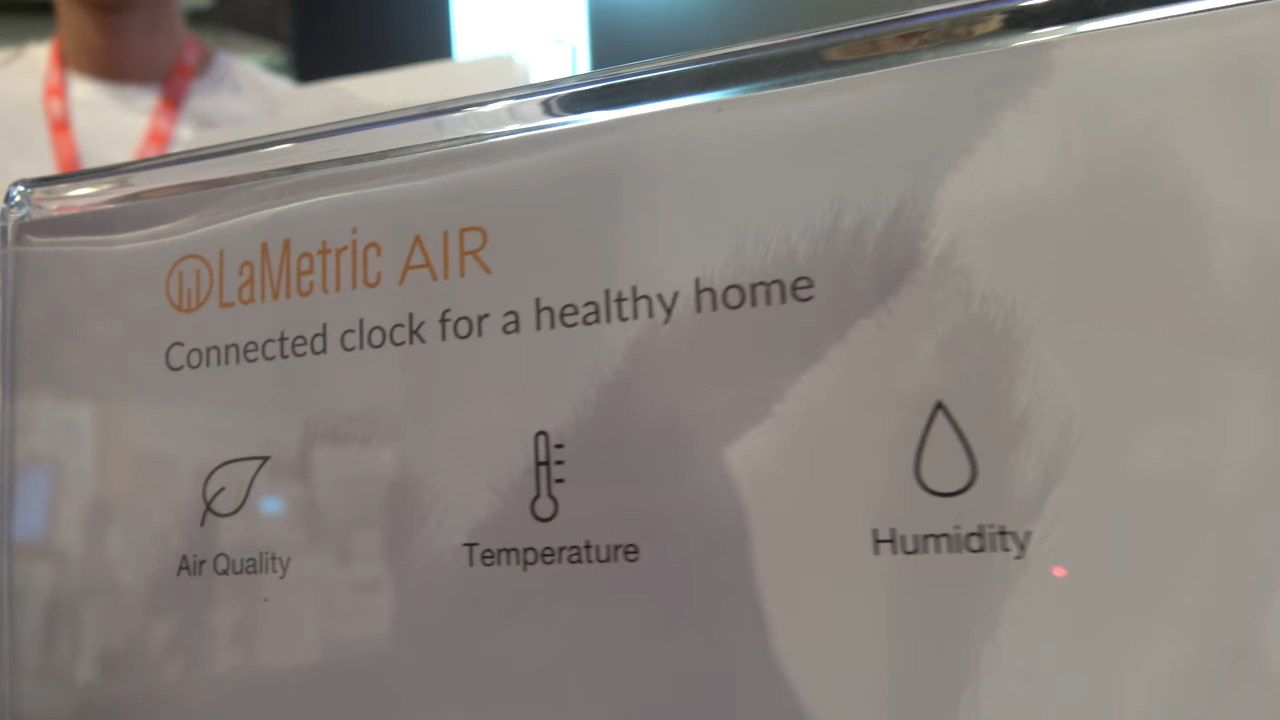 LaMetric AIR
Connected clock for a healthy home
Air Quality
Temperature
Humidity